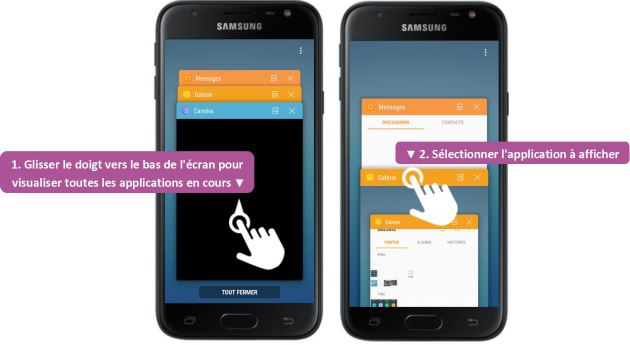 SAMSUNG
Messages
Galerie
Caméra
1. Glisser le doigt vers le bas de l'écran pour
visualiser toutes les applications en cours ▼
TOUT FERMER
SAMSUNG
Messages
DISCUSSIONS CONTACTS
▼ 2. Sélectionner l'application à afficher
Galerie
Galerie
PHOTOS ALBUMS HISTOIRES